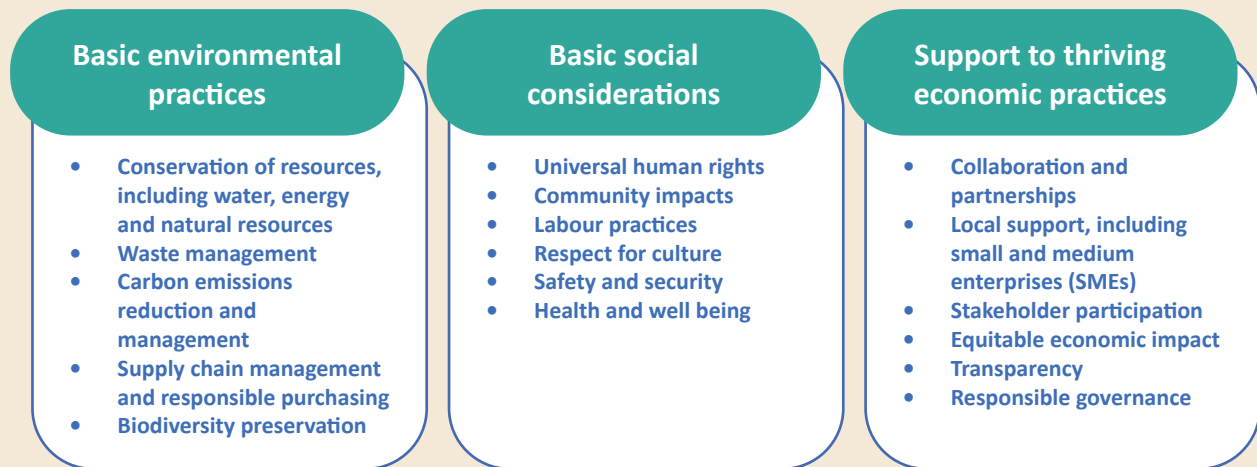 Basic environmental
practices
• Conservation of resources,
including water, energy
and natural resources
• Waste management
• Carbon emissions
reduction and
management
• Supply chain management
and responsible purchasing
• Biodiversity preservation
Basic social
considerations
• Universal human rights
• Community impacts
• Labour practices
• Respect for culture
• Safety and security
• Health and well being
Support to thriving
economic practices
• Collaboration and
partnerships
• Local support, including
small and medium
enterprises (SMEs)
• Stakeholder participation
• Equitable economic impact
• Transparency
• Responsible governance